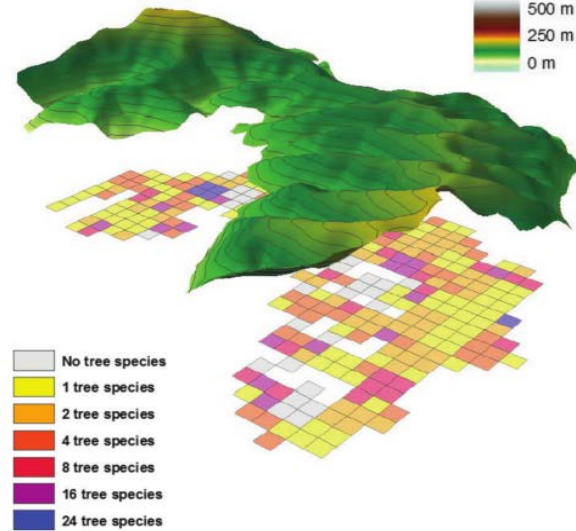 500 m
250 m
0 m
No tree species
1 tree species
2 tree species
4 tree species
8 tree species
16 tree species
24 tree species